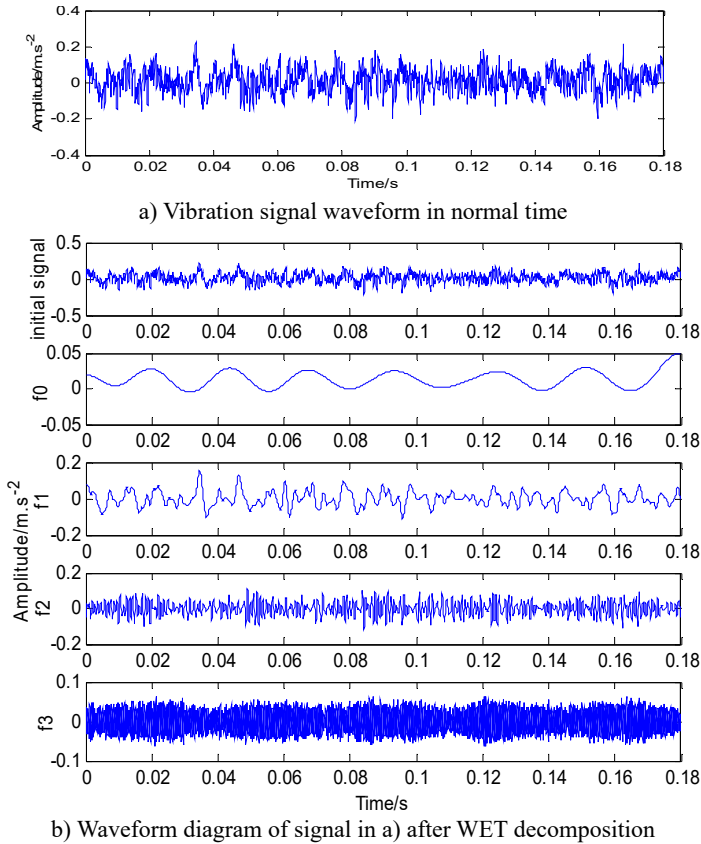 0.4
0.2
0
-0.2
-0.4
Amplitude/m.s-2
0 0.02 0.04 0.06 0.08 0.1 0.12 0.14 0.16 0.18
Time/s
a) Vibration signal waveform in normal time
0.5
0
-0.5
initial signal
0 0.02 0.04 0.06 0.08 0.1 0.12 0.14 0.16 0.18
0.05
0
-0.05
f0
0 0.02 0.04 0.06 0.08 0.1 0.12 0.14 0.16 0.18
0.2
0
-0.2
f1
0 0.02 0.04 0.06 0.08 0.1 0.12 0.14 0.16 0.18
Amplitude/m.s-2
0.2
0
-0.2
f2
0 0.02 0.04 0.06 0.08 0.1 0.12 0.14 0.16 0.18
0.1
0
-0.1
f3
0 0.02 0.04 0.06 0.08 0.1 0.12 0.14 0.16 0.18
Time/s
b) Waveform diagram of signal in a) after WET decomposition